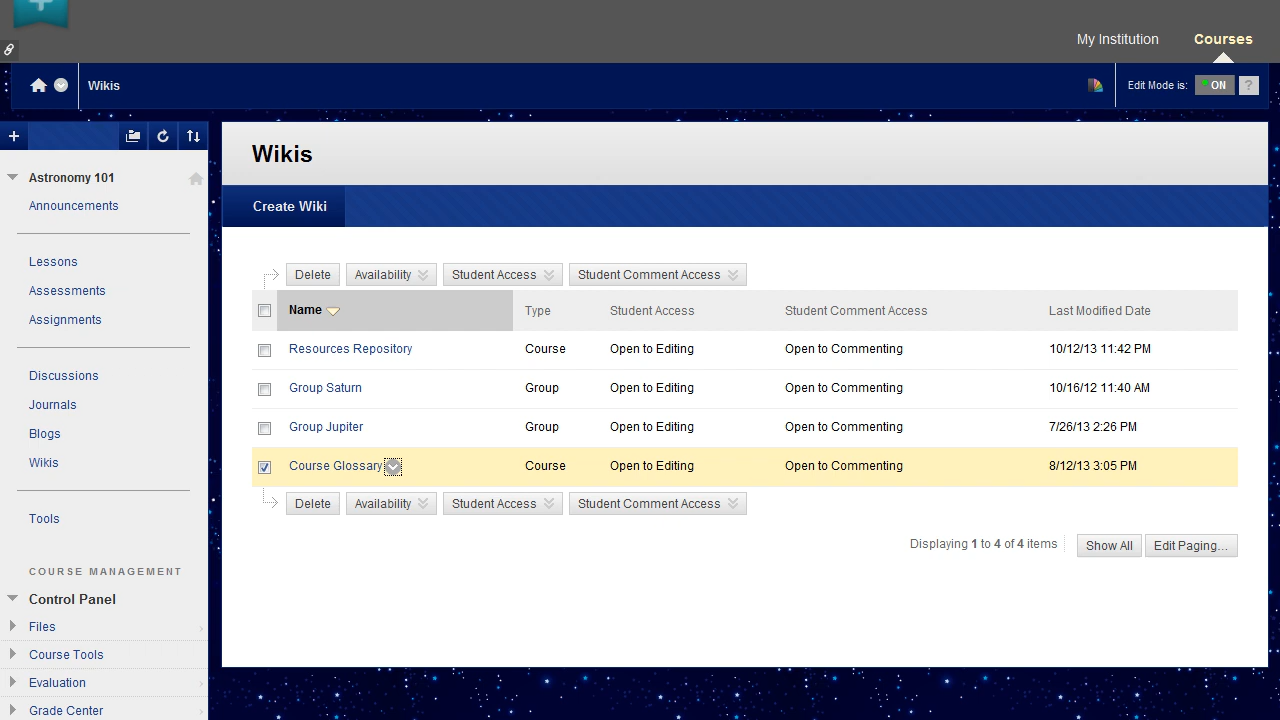 My Institution Courses
Wikis Edit Mode is: ON ?
Astronomy 101
Announcements
Lessons
Assessments
Assignments
Discussions
Journals
Blogs
Wikis
Tools
COURSE MANAGEMENT
Control Panel
Files
Course Tools
Evaluation
Grade Center
Wikis
Create Wiki
Delete Availability Student Access Student Comment Access
Name Type Student Access Student Comment Access Last Modified Date
Resources Repository Course Open to Editing Open to Commenting 10/12/13 11:42 PM
Group Saturn Group Open to Editing Open to Commenting 10/16/12 11:40 AM
Group Jupiter Group Open to Editing Open to Commenting 7/26/13 2:26 PM
Course Glossary Course Open to Editing Open to Commenting 8/12/13 3:05 PM
Delete Availability Student Access Student Comment Access
Displaying 1 to 4 of 4 items Show All Edit Paging...